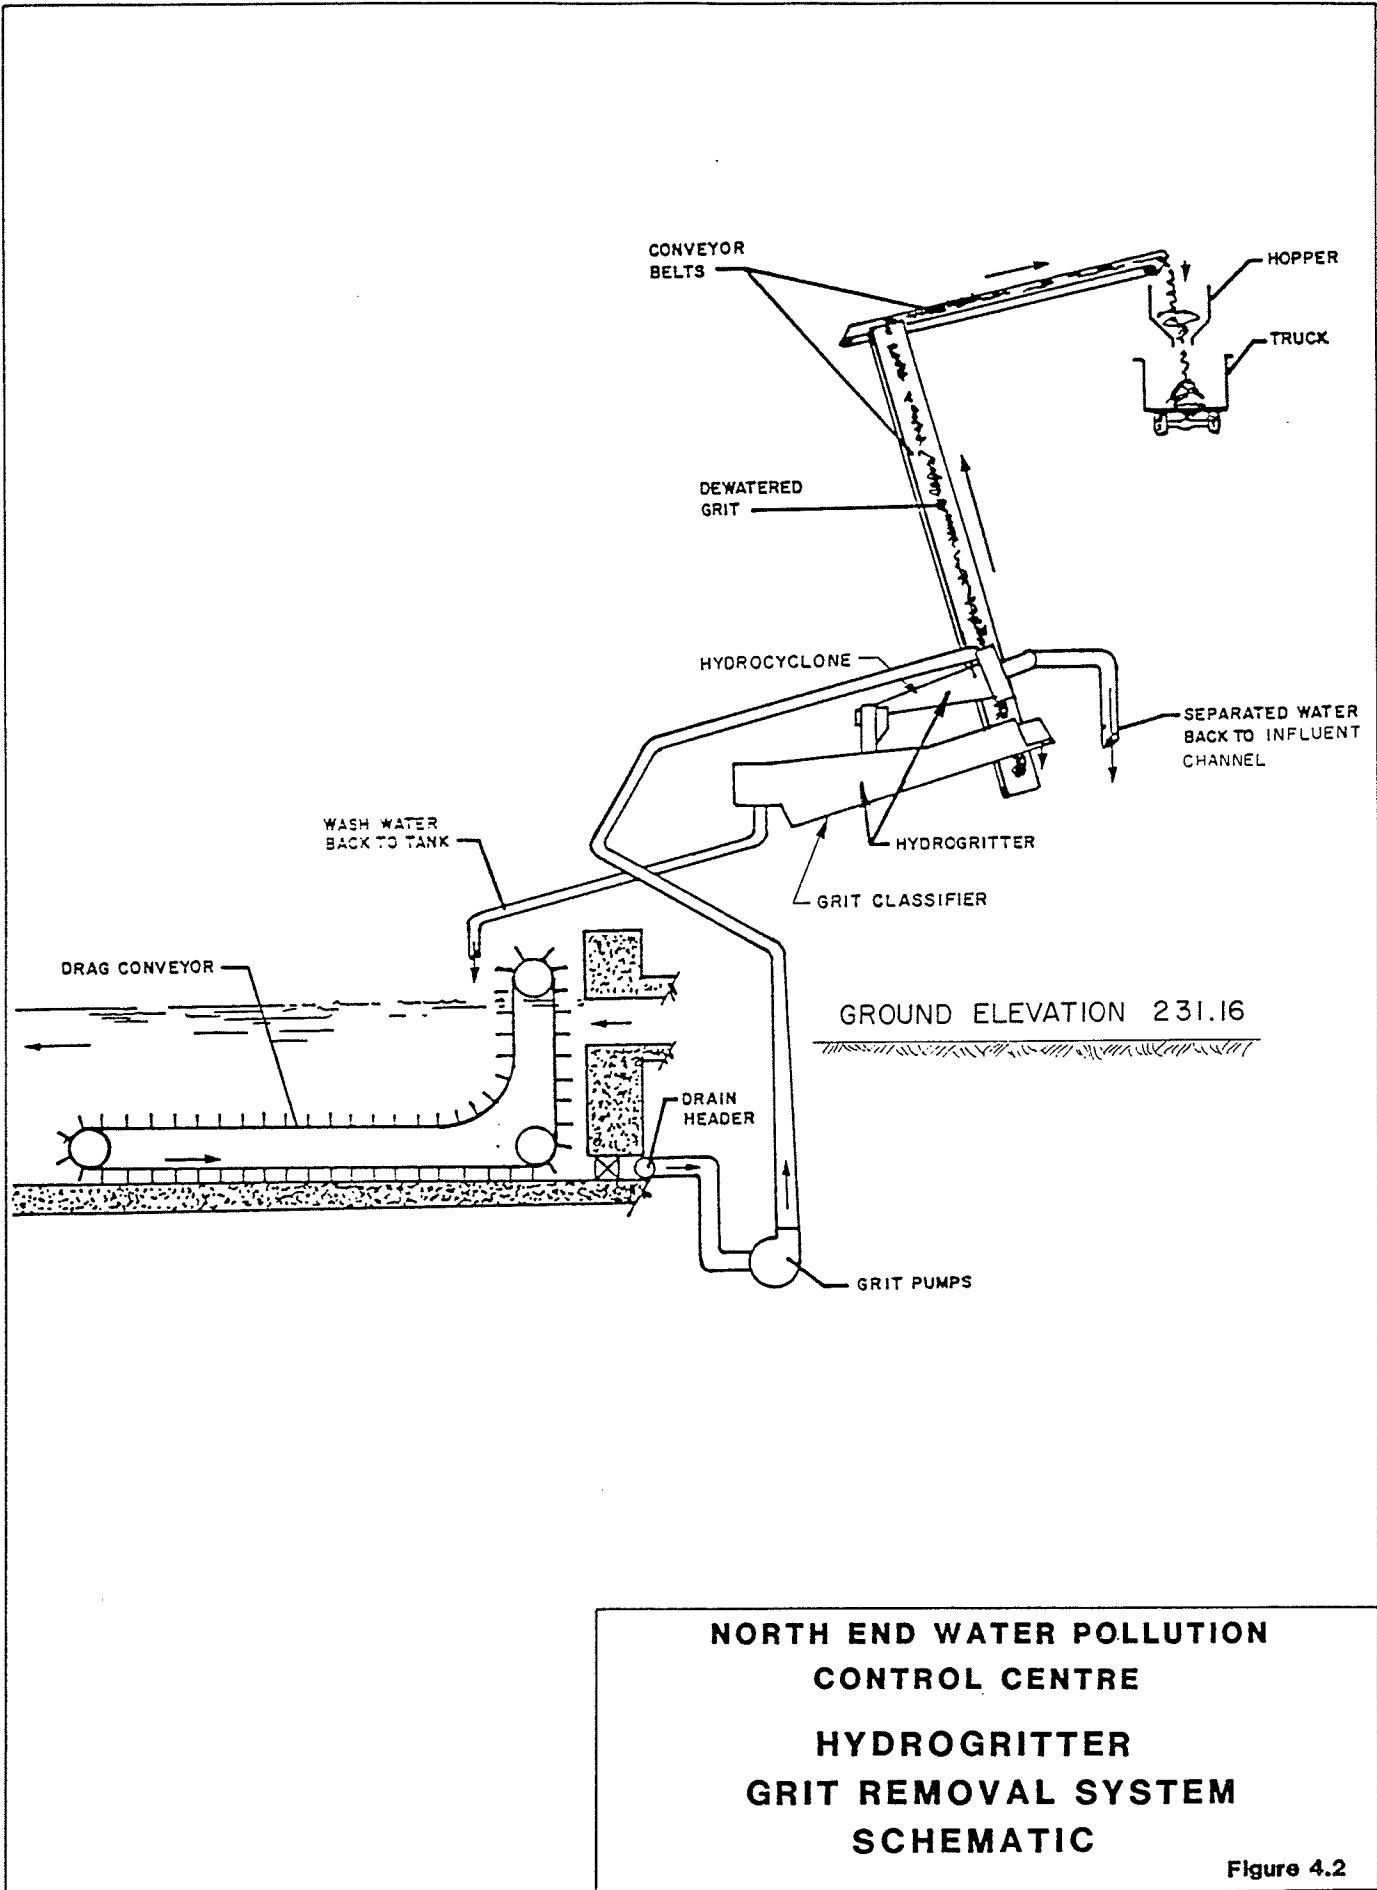 CONVEYOR
BELTS
HOPPER
TRUCK
DEWATERED
GRIT
HYDROCYCLONE
SEPARATED WATER
BACK TO INFLUENT
CHANNEL
WASH WATER
BACK TO TANK
HYDROGRITTER
GRIT CLASSIFIER
DRAG CONVEYOR
GROUND ELEVATION 231.16
DRAIN
HEADER
GRIT PUMPS
NORTH END WATER POLLUTION
CONTROL CENTRE
HYDROGRITTER
GRIT REMOVAL SYSTEM
SCHEMATIC
Figure 4.2